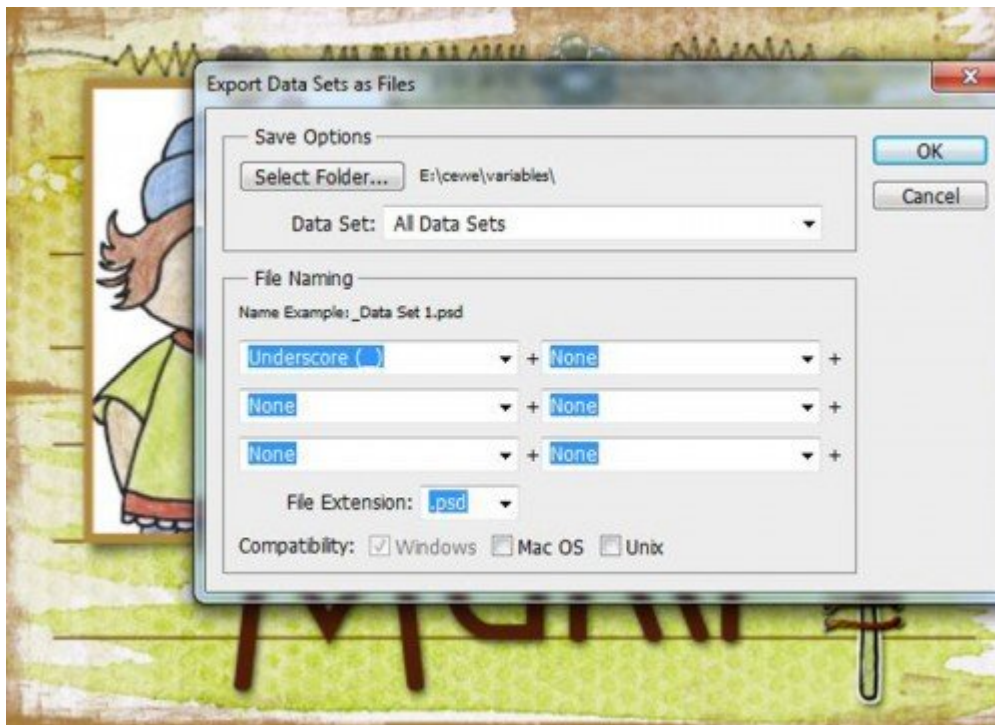 Export Data Sets as Files
Save Options
Select Folder... E:\cewe\variables\
OK
Cancel
Data Set: All Data Sets
File Naming
Name Example:_Data Set 1.psd
Underscore (_) + None +
None + None +
None + None +
File Extension: .psd
Compatibility: Windows Mac OS Unix